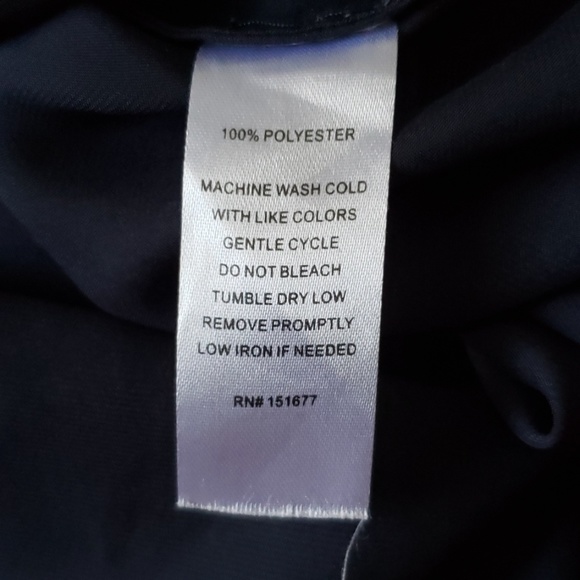 100% POLYESTER
MACHINE WASH COLD
WITH LIKE COLORS
GENTLE CYCLE
DO NOT BLEACH
TUMBLE DRY LOW
REMOVE PROMPTLY
LOW IRON IF NEEDED
RN# 151677